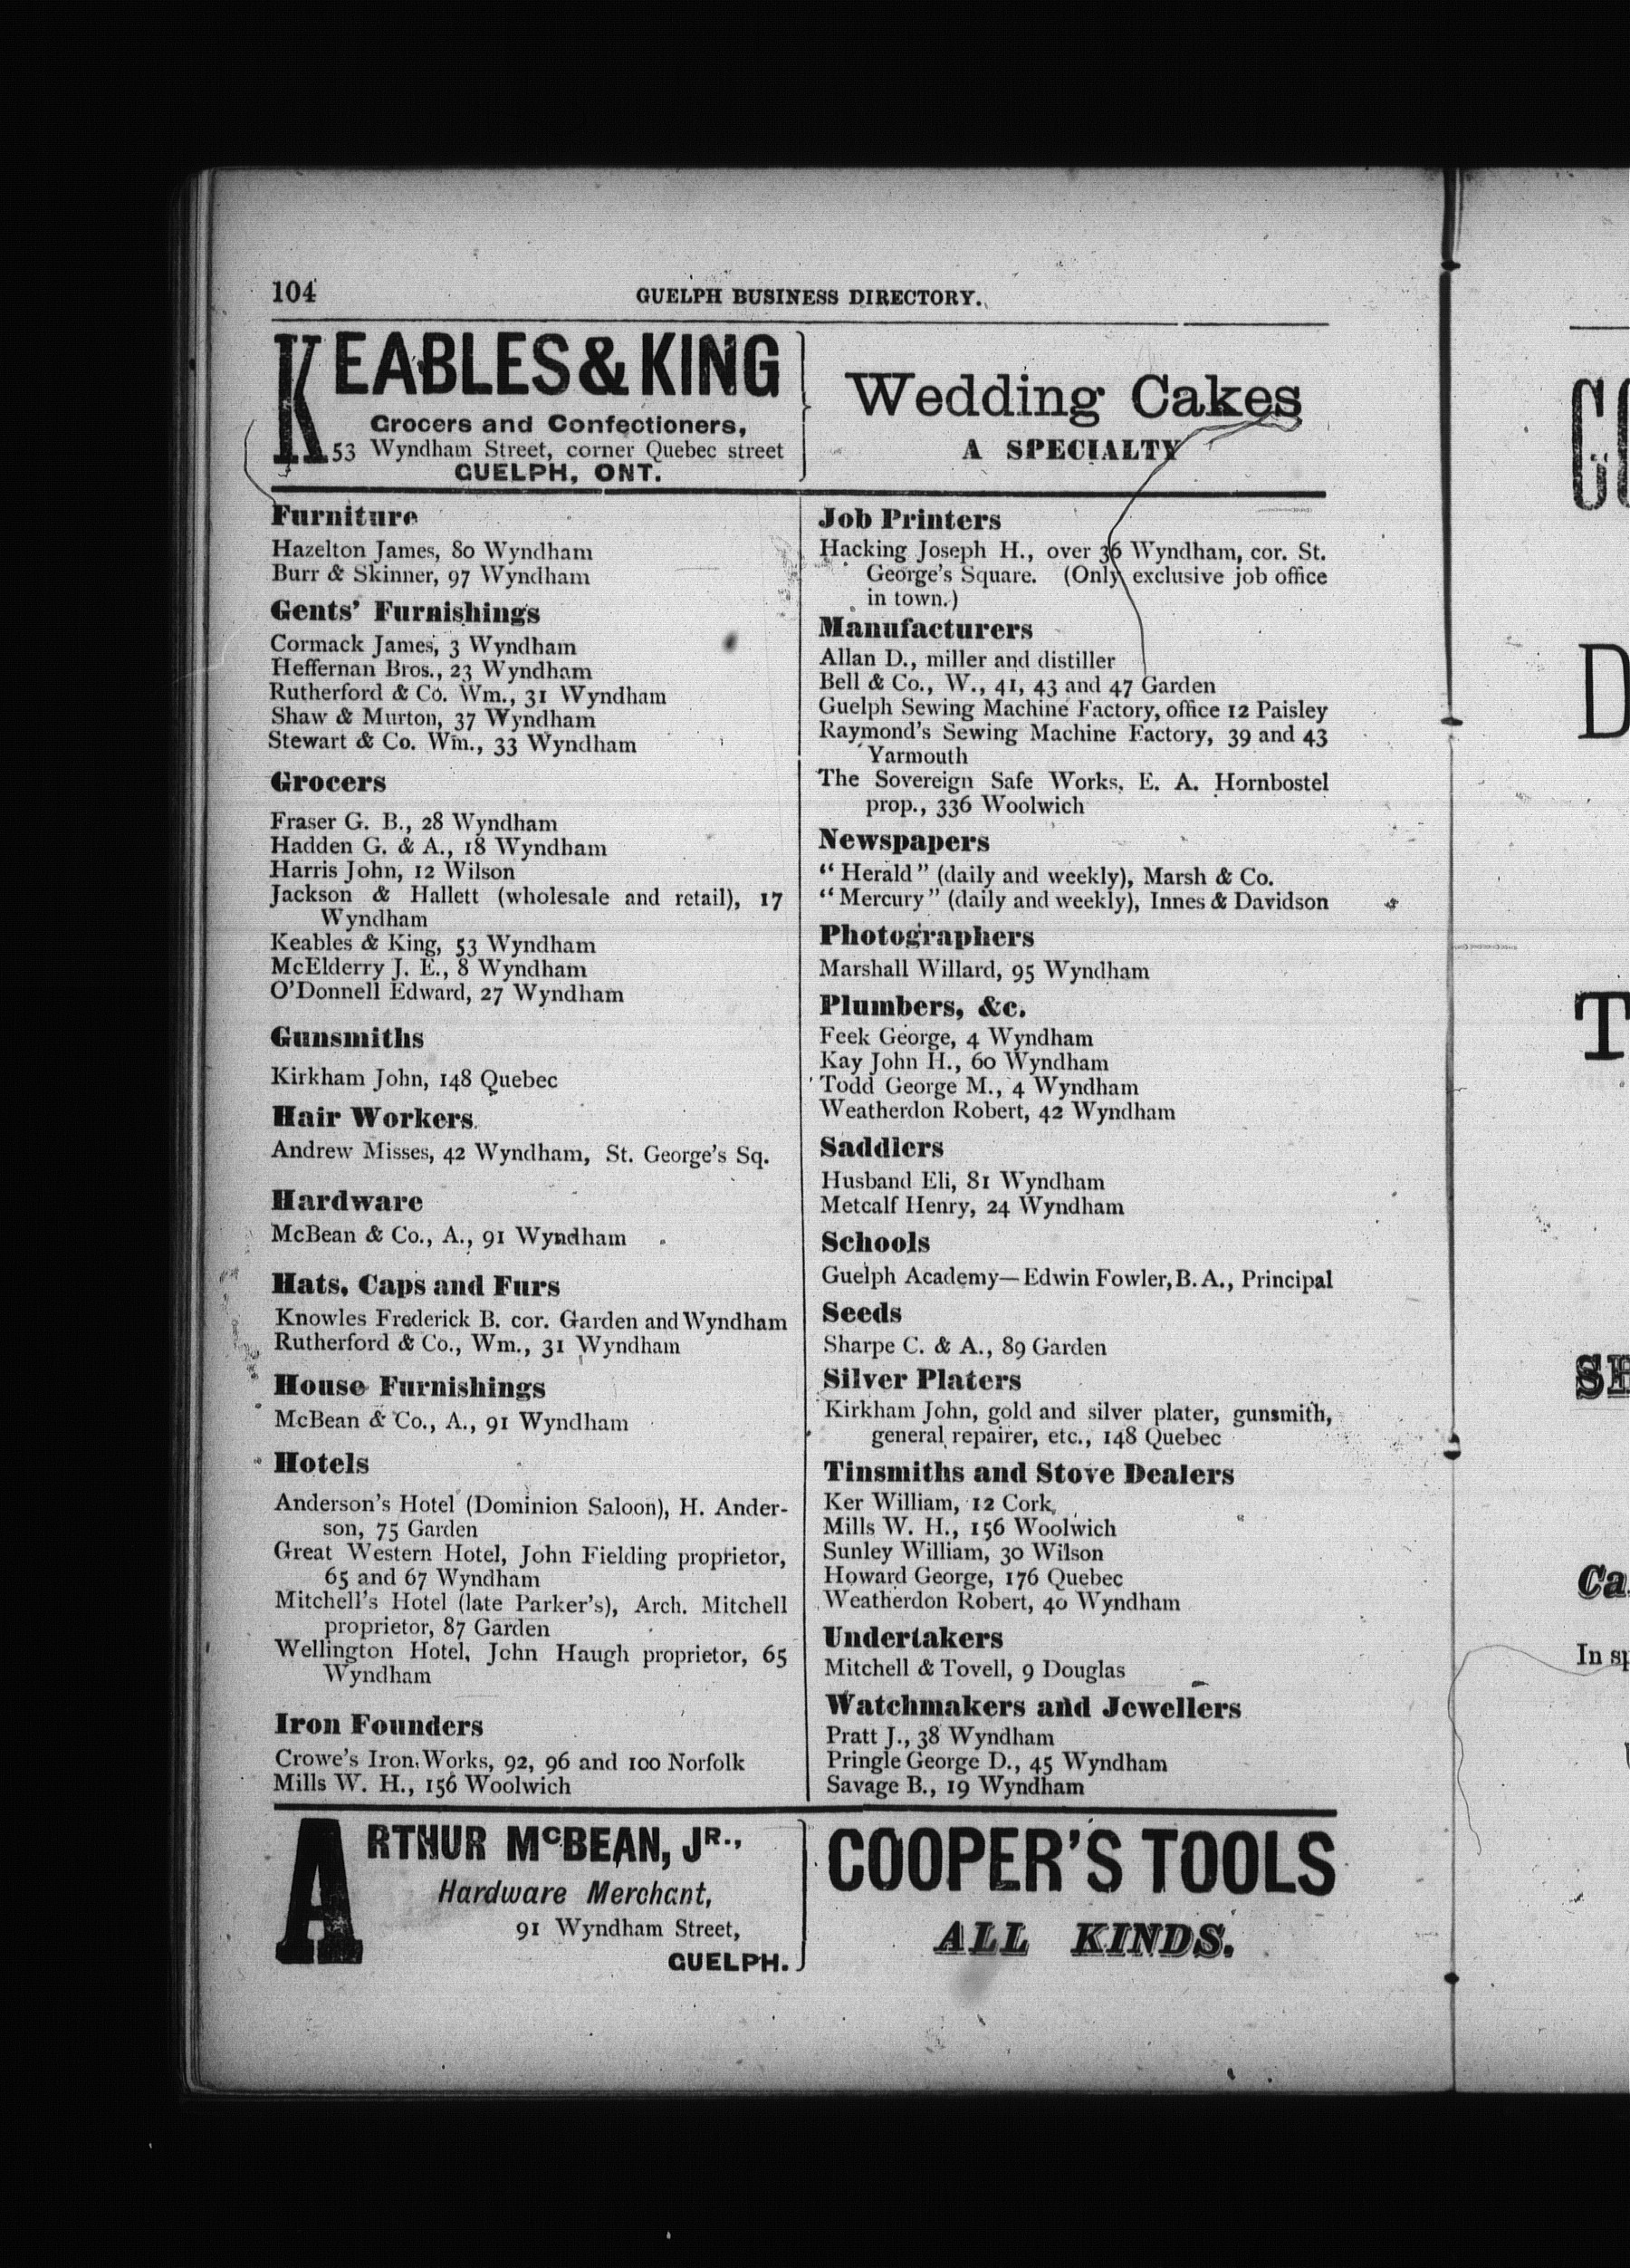 104
GUELPH BUSINESS DIRECTORY.
KEABLES & KING
Grocers and Confectioners,
53 Wyndham Street, corner Quebec street
GUELPH, ONT.
Wedding Cakes
A SPECIALTY
Furniture
Hazelton James, 80 Wyndham
Burr & Skinner, 97 Wyndham
Gents' Furnishings
Cormack James, 3 Wyndham
Heffernan Bros., 23 Wyndham
Rutherford & Co. Wm., 31 Wyndham
Shaw & Murton, 37 Wyndham
Stewart & Co. Wm., 33 Wyndham
Grocers
Fraser G. B., 28 Wyndham
Hadden G. & A., 18 Wyndham
Harris John, 12 Wilson
Jackson & Hallett (wholesale and retail), 17
Wyndham
Keables & King, 53 Wyndham
McElderry J. E., 8 Wyndham
O'Donnell Edward, 27 Wyndham
Gunsmiths
Kirkham John, 148 Quebec
Hair Workers
Andrew Misses, 42 Wyndham, St. George's Sq.
Hardware
McBean & Co., A., 91 Wyndham
Hats, Caps and Furs
Knowles Frederick B. cor. Garden and Wyndham
Rutherford & Co., Wm., 31 Wyndham
House Furnishings
McBean & Co., A., 91 Wyndham
Hotels
Anderson's Hotel (Dominion Saloon), H. Ander-
son, 75 Garden
Great Western Hotel, John Fielding proprietor,
65 and 67 Wyndham
Mitchell's Hotel (late Parker's), Arch. Mitchell
proprietor, 87 Garden
Wellington Hotel, John Haugh proprietor, 65
Wyndham
Iron Founders
Crowe's Iron Works, 92, 96 and 100 Norfolk
Mills W. H., 156 Woolwich
Job Printers
Hacking Joseph H., over 36 Wyndham, cor. St.
George's Square. (Only exclusive job office
in town.)
Manufacturers
Allan D., miller and distiller
Bell & Co., W., 41, 43 and 47 Garden
Guelph Sewing Machine Factory, office 12 Paisley
Raymond's Sewing Machine Factory, 39 and 43
Yarmouth
The Sovereign Safe Works, E. A. Hornbostel
prop., 336 Woolwich
Newspapers
"Herald" (daily and weekly), Marsh & Co.
"Mercury" (daily and weekly), Innes & Davidson
Photographers
Marshall Willard, 95 Wyndham
Plumbers, &c.
Feek George, 4 Wyndham
Kay John H., 60 Wyndham
Todd George M., 4 Wyndham
Weatherdon Robert, 42 Wyndham
Saddlers
Husband Eli, 81 Wyndham
Metcalf Henry, 24 Wyndham
Schools
Guelph Academy—Edwin Fowler, B. A., Principal
Seeds
Sharpe C. & A., 89 Garden
Silver Platers
Kirkham John, gold and silver plater, gunsmith,
general repairer, etc., 148 Quebec
Tinsmiths and Stove Dealers
Ker William, 12 Cork
Mills W. H., 156 Woolwich
Sunley William, 30 Wilson
Howard George, 176 Quebec
Weatherdon Robert, 40 Wyndham
Undertakers
Mitchell & Tovell, 9 Douglas
Watchmakers and Jewellers
Pratt J., 38 Wyndham
Pringle George D., 45 Wyndham
Savage B., 19 Wyndham
ARTHUR McBEAN, JR.,
Hardware Merchant,
91 Wyndham Street,
GUELPH.
COOPER'S TOOLS
ALL KINDS.
D
T
Ca
In sp